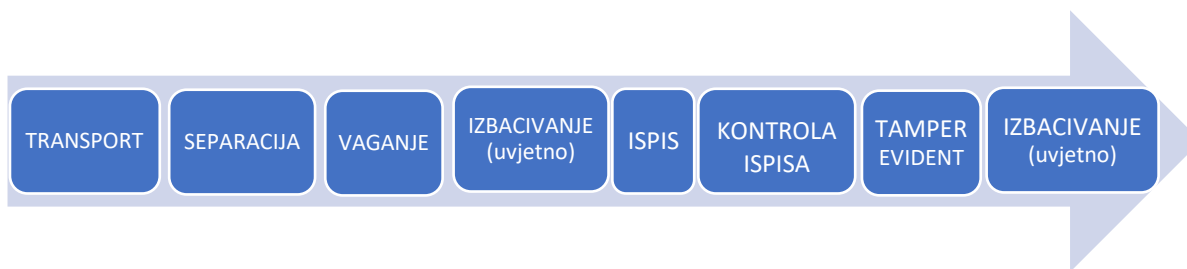 TRANSPORT
SEPARACIJA
VAGANJE
IZBACIVANJE
(uvjetno)
ISPIS
KONTROLA
ISPISA
TAMPER
EVIDENT
IZBACIVANJE
(uvjetno)